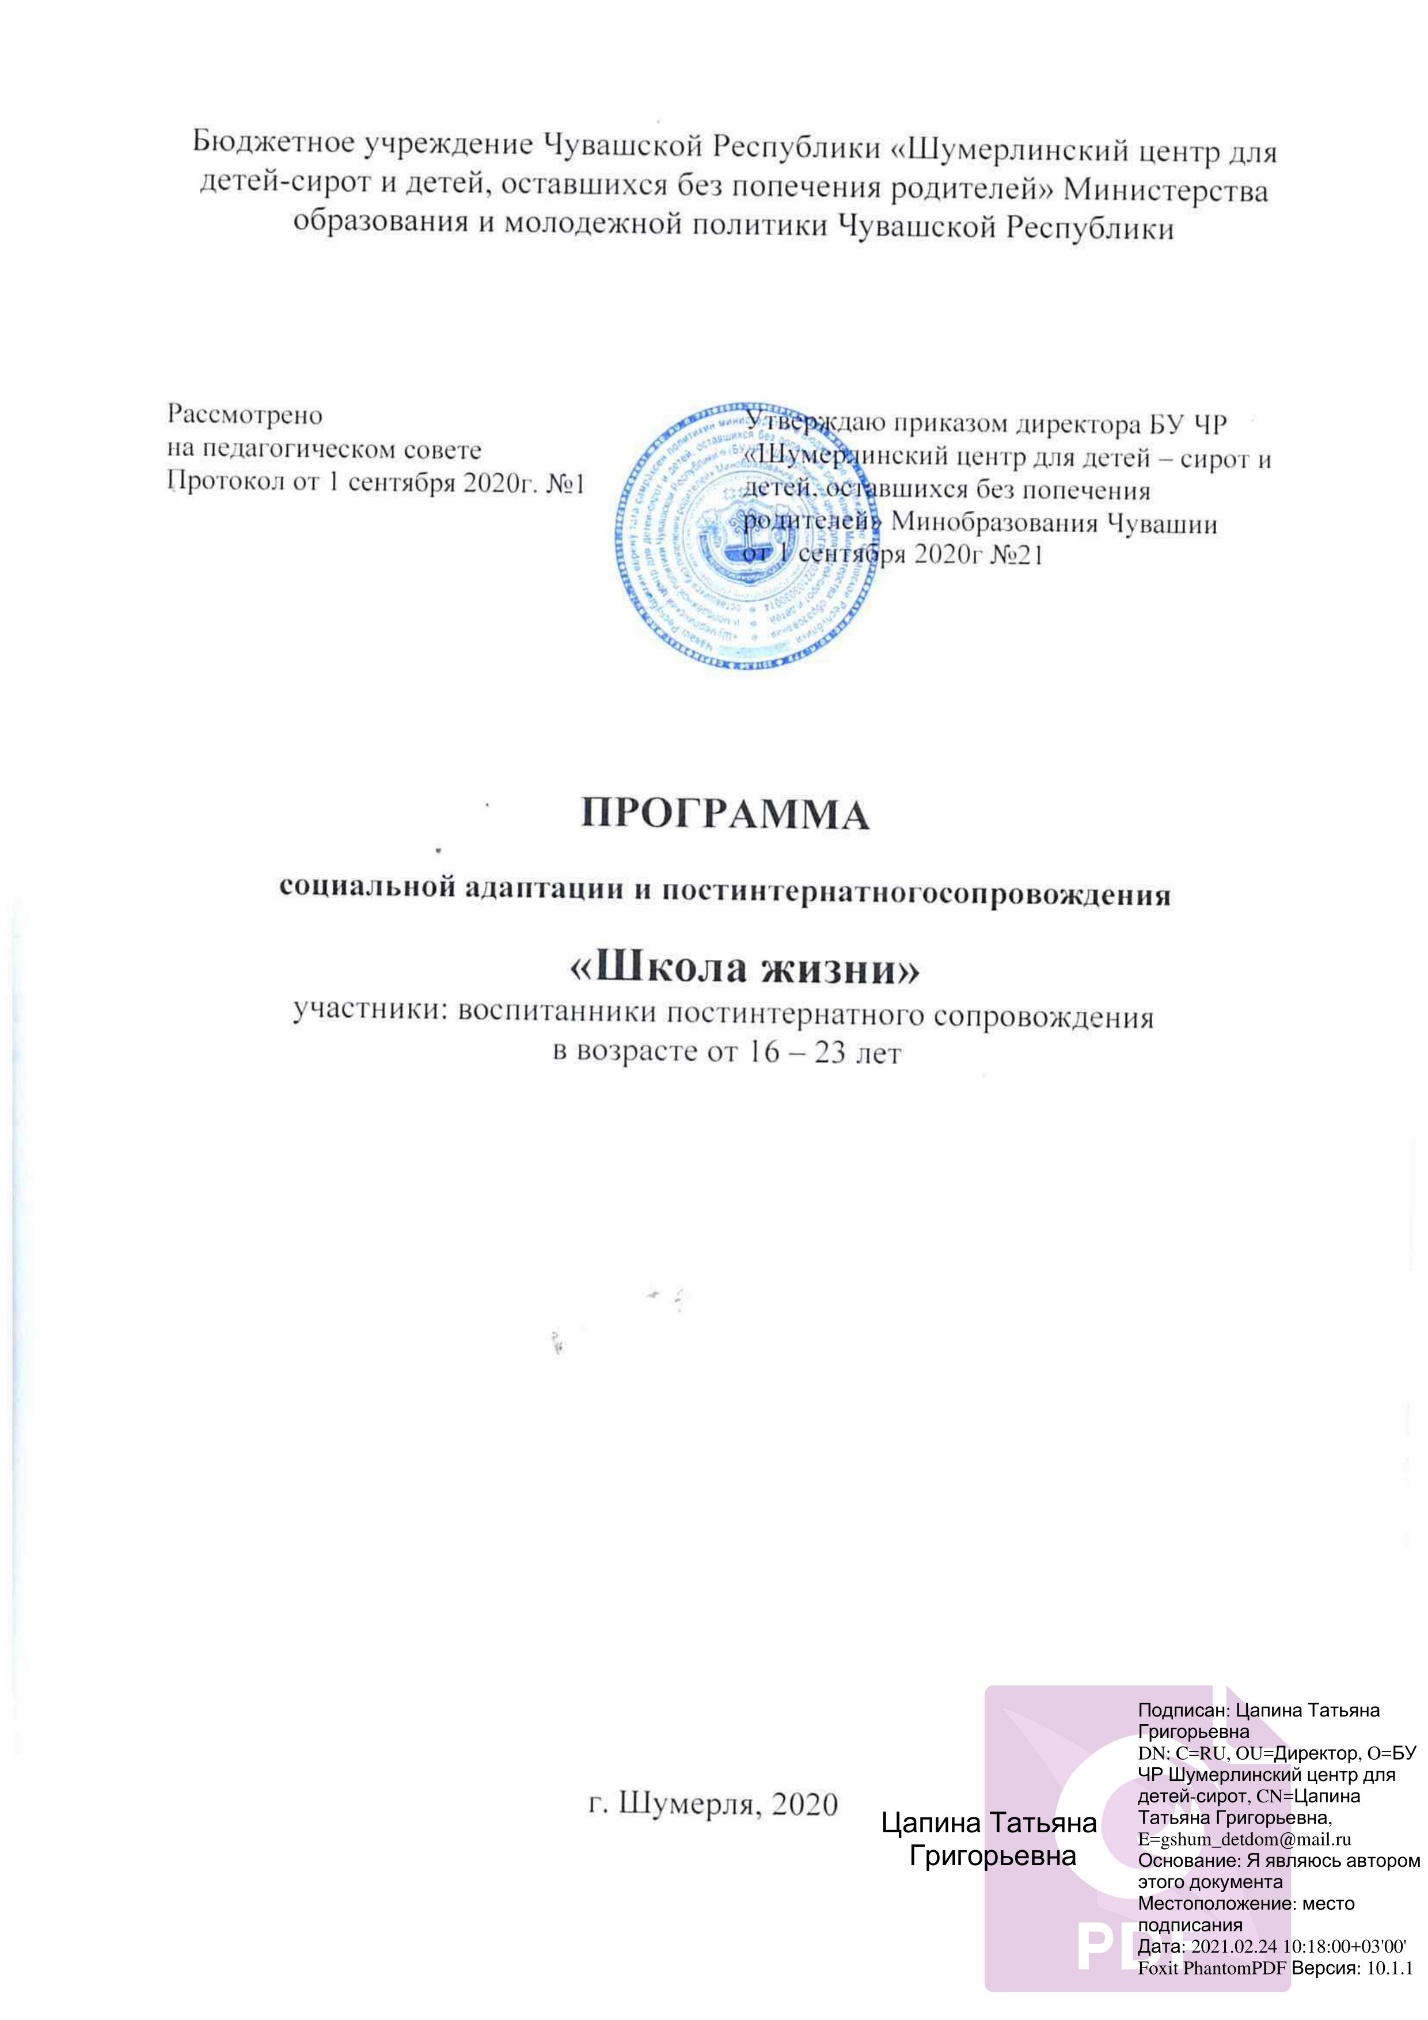 Бюджетное учреждение Чувашской Республики «Шумерлинский центр для
детей-сирот и детей, оставшихся без попечения родителей» Министерства
образования и молодежной политики Чувашской Республики
Рассмотрено
на педагогическом совете
Протокол от 1 сентября 2020г. №1
Утверждаю приказом директора БУ ЧР
«Шумерлинский центр для детей – сирот и
детей, оставшихся без попечения
родителей» Минобразования Чувашии
от 1 сентября 2020г №21
ПРОГРАММА
социальной адаптации и постинтернатногосопровождения
«Школа жизни»
участники: воспитанники постинтернатного сопровождения
в возрасте от 16 – 23 лет
г. Шумерля, 2020
Цапина Татьяна
Григорьевна
Подписан: Цапина Татьяна
Григорьевна
DN: C=RU, OU=Директор, O=БУ
ЧР Шумерлинский центр для
детей-сирот, CN=Цапина
Татьяна Григорьевна,
E=gshum_detdom@mail.ru
Основание: Я являюсь автором
этого документа
Местоположение: место
подписания
Дата: 2021.02.24 10:18:00+03'00'
Foxit PhantomPDF Версия: 10.1.1
PDF